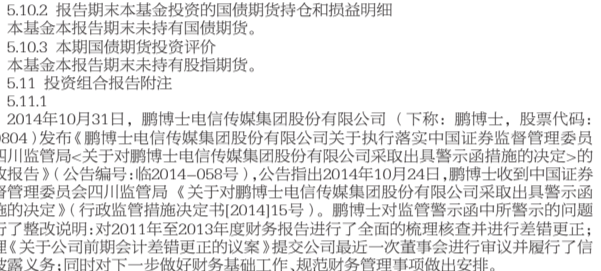 5.10.2 报告期末本基金投资的国债期货持仓和损益明细
本基金本报告期末未持有国债期货。
5.10.3 本期国债期货投资评价
本基金本报告期末未持有股指期货。
5.11 投资组合报告附注
5.11.1
2014年10月31日，鹏博士电信传媒集团股份有限公司（下称：鹏博士，股票代码：
0804）发布《鹏博士电信传媒集团股份有限公司关于执行落实中国证券监督管理委员
四川监管局<关于对鹏博士电信传媒集团股份有限公司采取出具警示函措施的决定>的
改报告》（公告编号:临2014-058号），公告指出2014年10月24日，鹏博士收到中国证券
督管理委员会四川监管局《关于对鹏博士电信传媒集团股份有限公司采取出具警示函
施的决定》（行政监管措施决定书[2014]15号）。鹏博士对监管警示函中所警示的问题
行了整改说明：对2011年至2013年度财务报告进行了全面的梳理核查并进行差错更正；
理《关于公司前期会计差错更正的议案》提交公司最近一次董事会进行审议并履行了信
披露义务；同时对下一步做好财务基础工作、规范财务管理事项做出安排。